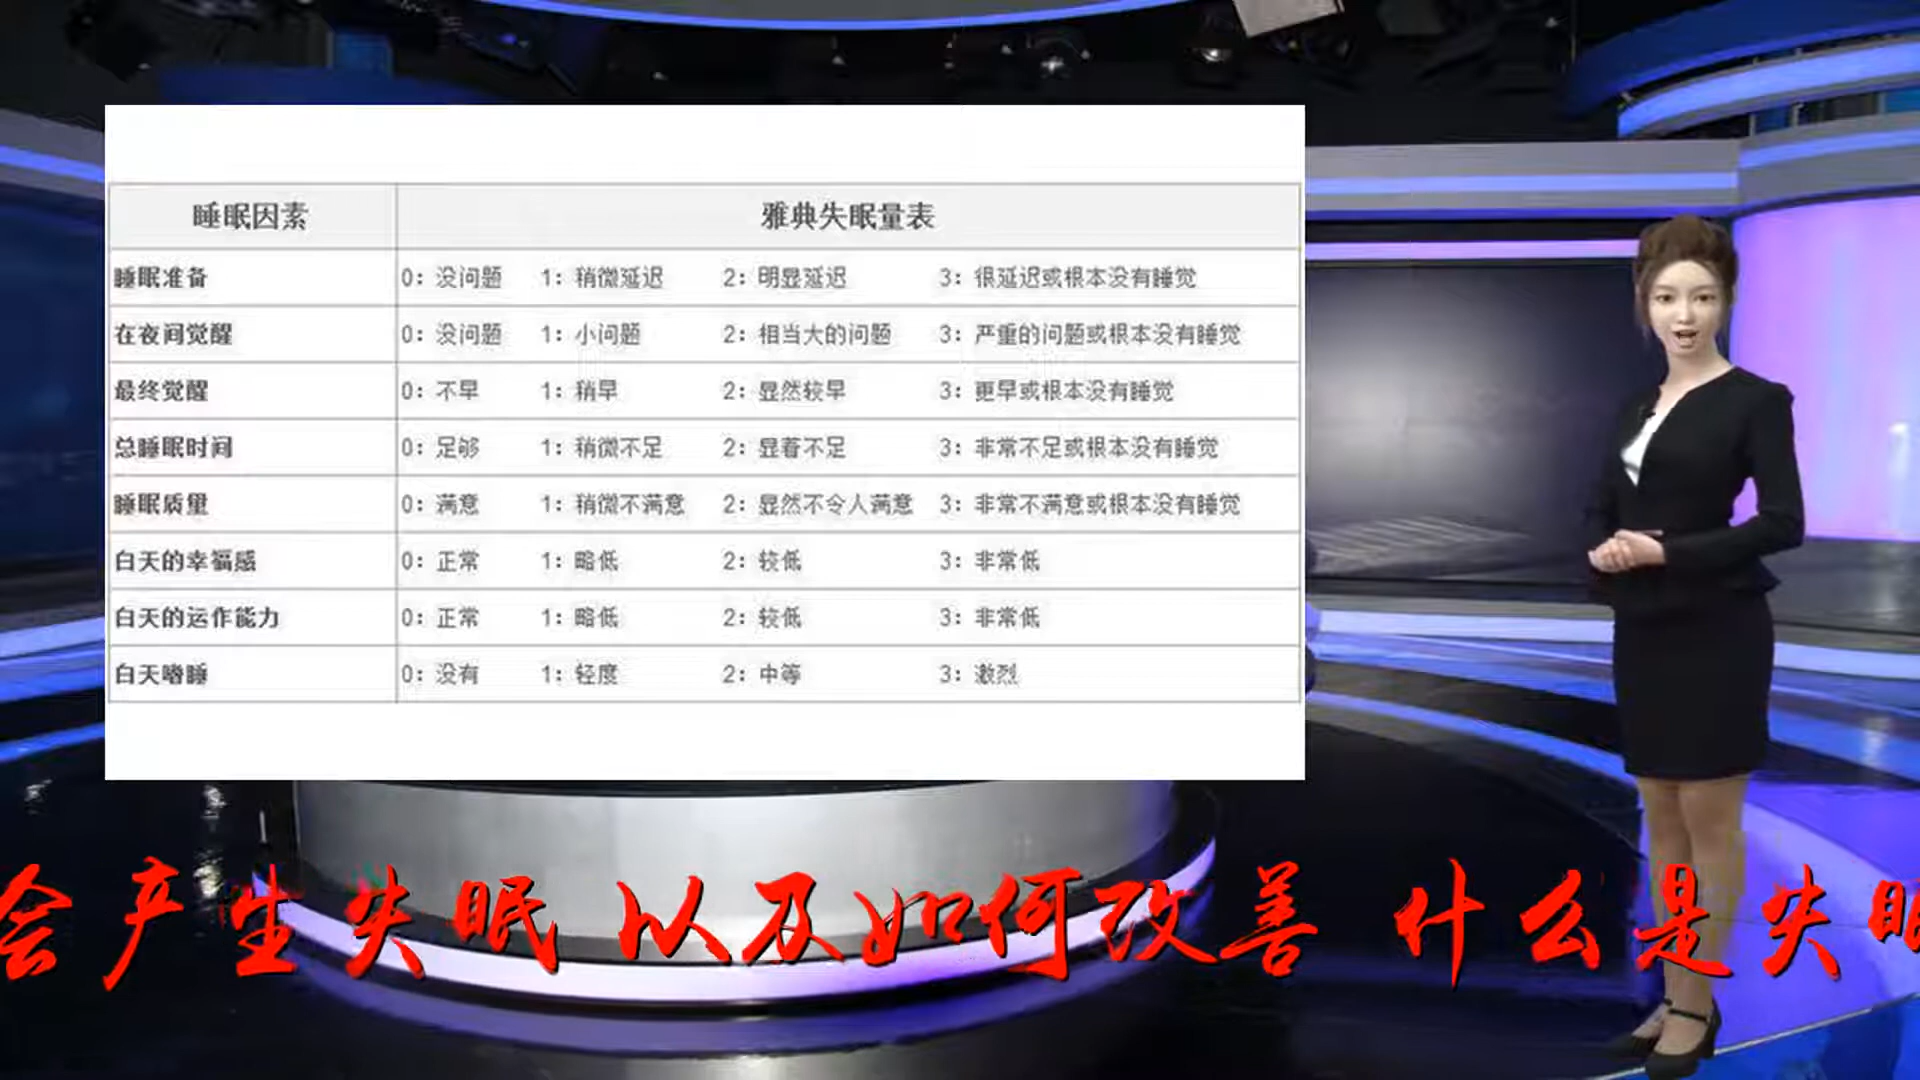 睡眠因素 雅典失眠量表
睡眠准备 0: 没问题 1: 稍微延迟 2: 明显延迟 3: 很延迟或根本没有睡觉
在夜间觉醒 0: 没问题 1: 小问题 2: 相当大的问题 3: 严重的问题或根本没有睡觉
最终觉醒 0: 不早 1: 稍早 2: 显然较早 3: 更早或根本没有睡觉
总睡眠时间 0: 足够 1: 稍微不足 2: 显着不足 3: 非常不足或根本没有睡觉
睡眠质量 0: 满意 1: 稍微不满意 2: 显然不令人满意 3: 非常不满意或根本没有睡觉
白天的幸福感 0: 正常 1: 略低 2: 较低 3: 非常低
白天的运作能力 0: 正常 1: 略低 2: 较低 3: 非常低
白天嗜睡 0: 没有 1: 轻度 2: 中等 3: 激烈
会产生失眠 以及如何改善 什么是失眠